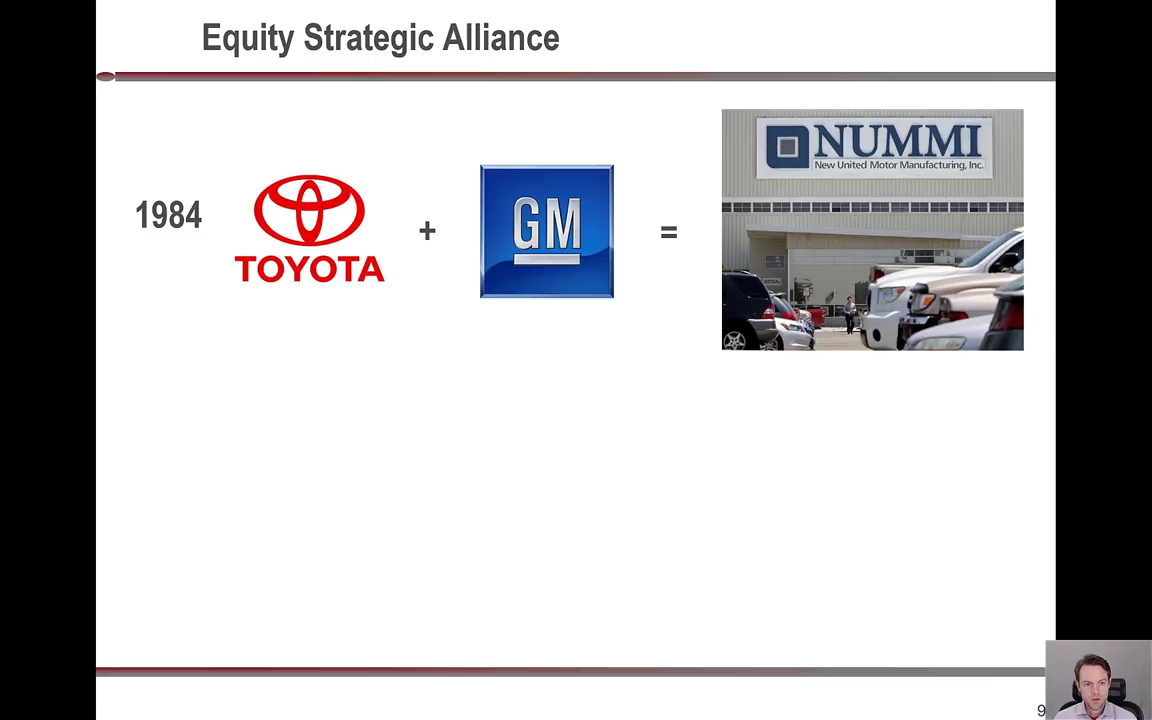 Equity Strategic Alliance
1984
TOYOTA
+
GM
=
NUMMI
New United Motor Manufacturing, Inc.
9